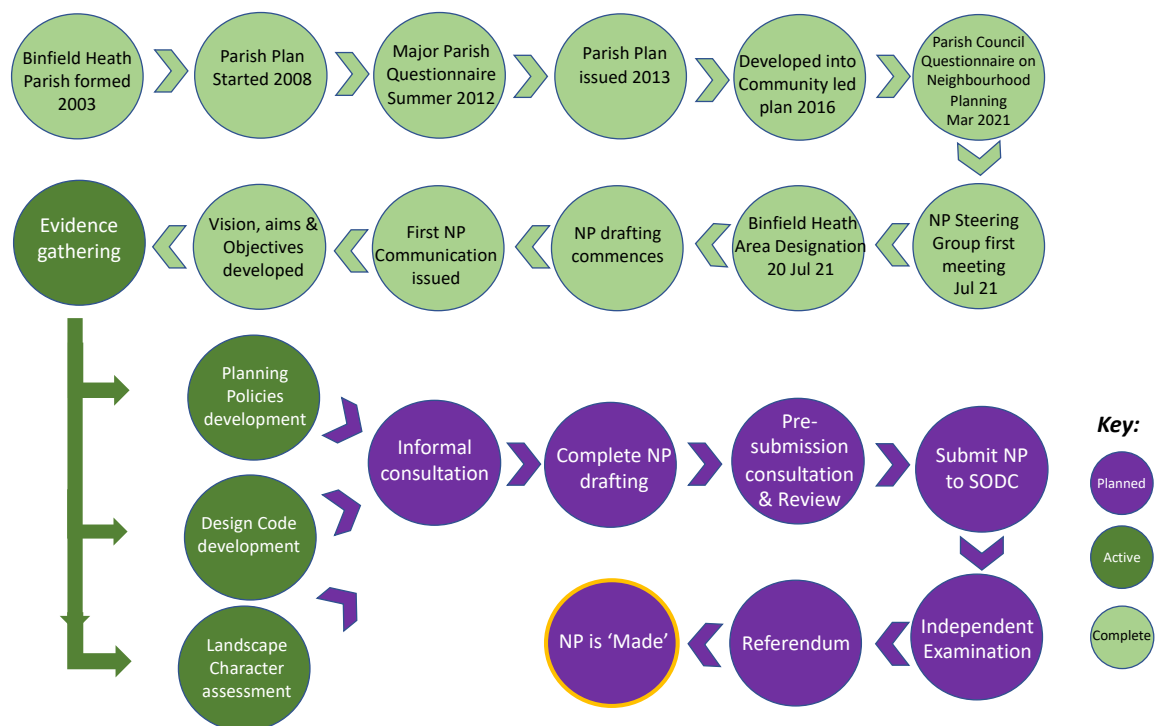 Binfield Heath
Parish formed
2003
Parish Plan
Started 2008
Major Parish
Questionnaire
Summer 2012
Parish Plan
issued 2013
Developed into
Community led
plan 2016
Parish Council
Questionnaire on
Neighbourhood
Planning
Mar 2021
NP Steering
Group first
meeting
Jul 21
Binfield Heath
Area Designation
20 Jul 21
NP drafting
commences
First NP
Communication
issued
Vision, aims &
Objectives
developed
Evidence
gathering
Planning
Policies
development
Design Code
development
Landscape
Character
assessment
Informal
consultation
Complete NP
drafting
Pre-
submission
consultation
& Review
Submit NP
to SODC
Independent
Examination
Referendum
NP is ‘Made’
Key:
Planned
Active
Complete